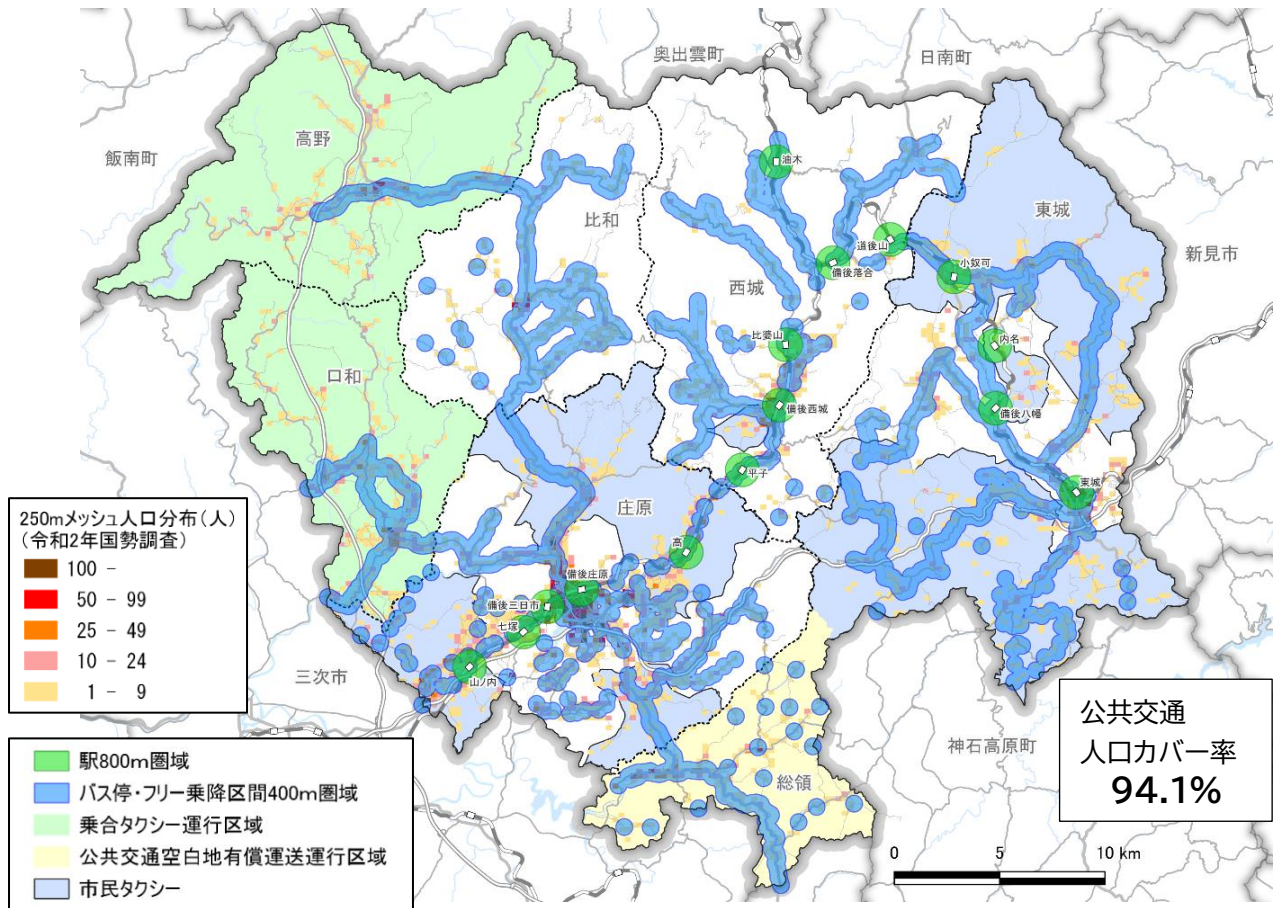 奥出雲町
日南町
飯南町
高野
油木
比和
東城
道後山
新見市
小奴可
備後落合
西城
比婆山
内名
口和
備後西城
備後八幡
平子
東城
庄原
高
備後庄原
備後三日市
七塚
三次市
山ノ内
神石高原町
総領
250mメッシュ人口分布(人)
(令和2年国勢調査)
100 -
50 - 99
25 - 49
10 - 24
1 - 9
駅800m圏域
バス停・フリー乗降区間400m圏域
乗合タクシー運行区域
公共交通空白地有償運送運行区域
市民タクシー
公共交通
人口カバー率
94.1%
0 5 10 km